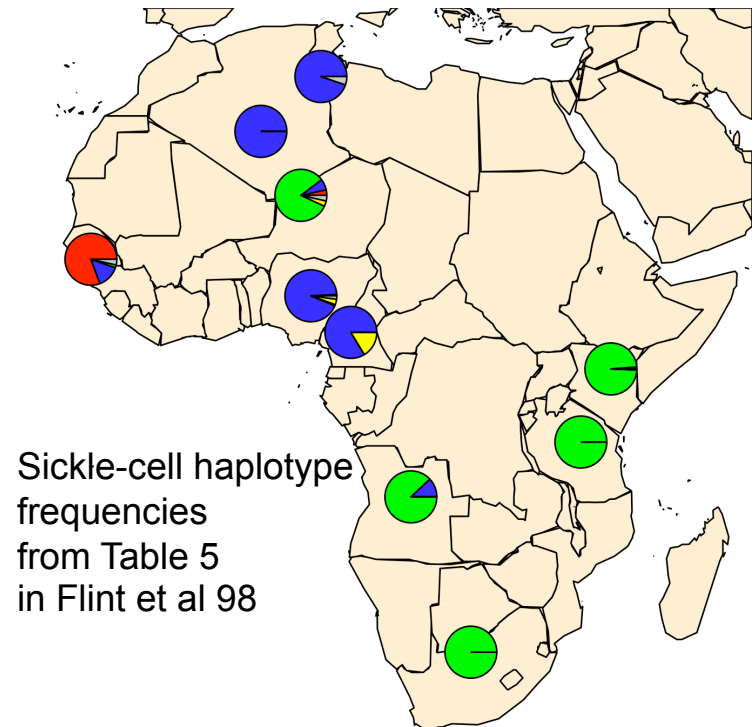 Sickle-cell haplotype
frequencies
from Table 5
in Flint et al 98